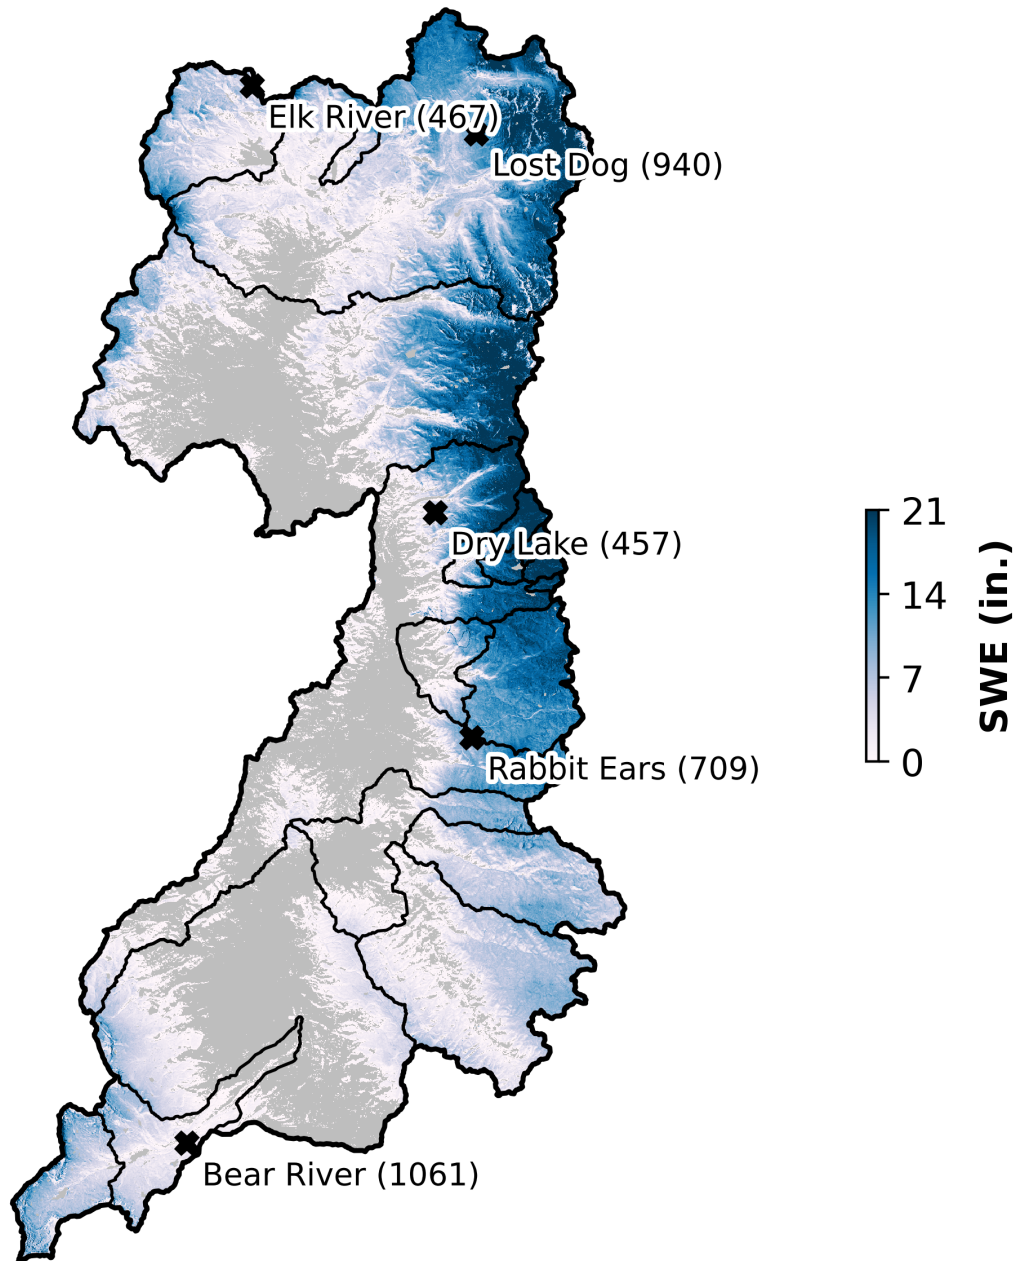 Elk River (467)
Lost Dog (940)
21
Dry Lake (457)
14
7
SWE (in.)
Rabbit Ears (709)
0
Bear River (1061)